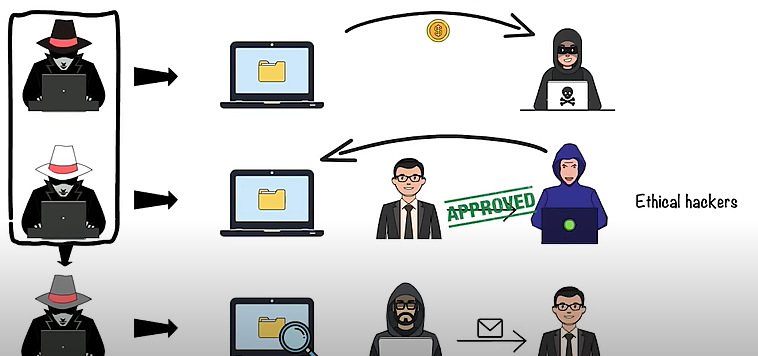 $
APPROVED
Ethical hackers